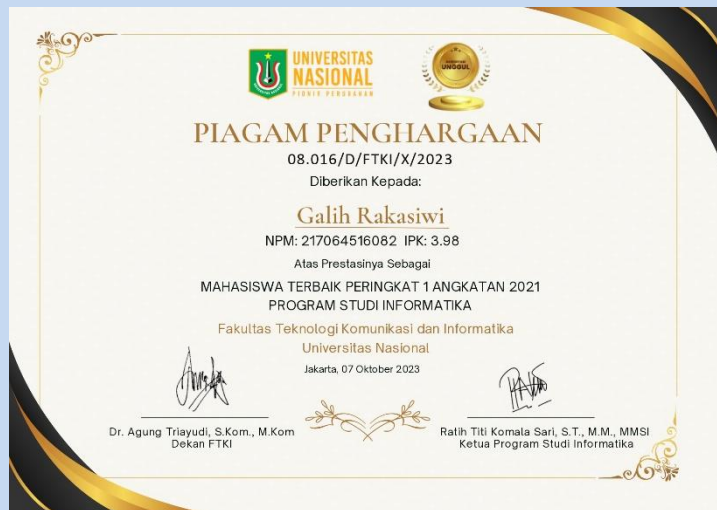 UNIVERSITAS
NASIONAL
PIONIR PERUBAHAN
UNGGUL
PIAGAM PENGHARGAAN
08.016/D/FTKI/X/2023
Diberikan Kepada:
Galih Rakasiwi
NPM: 217064516082 IPK: 3.98
Atas Prestasinya Sebagai
MAHASISWA TERBAIK PERINGKAT 1 ANGKATAN 2021
PROGRAM STUDI INFORMATIKA
Fakultas Teknologi Komunikasi dan Informatika
Universitas Nasional
Jakarta, 07 Oktober 2023
Dr. Agung Triayudi, S.Kom., M.Kom
Dekan FTKI
Ratih Titi Komala Sari, S.T., M.M., MMSI
Ketua Program Studi Informatika